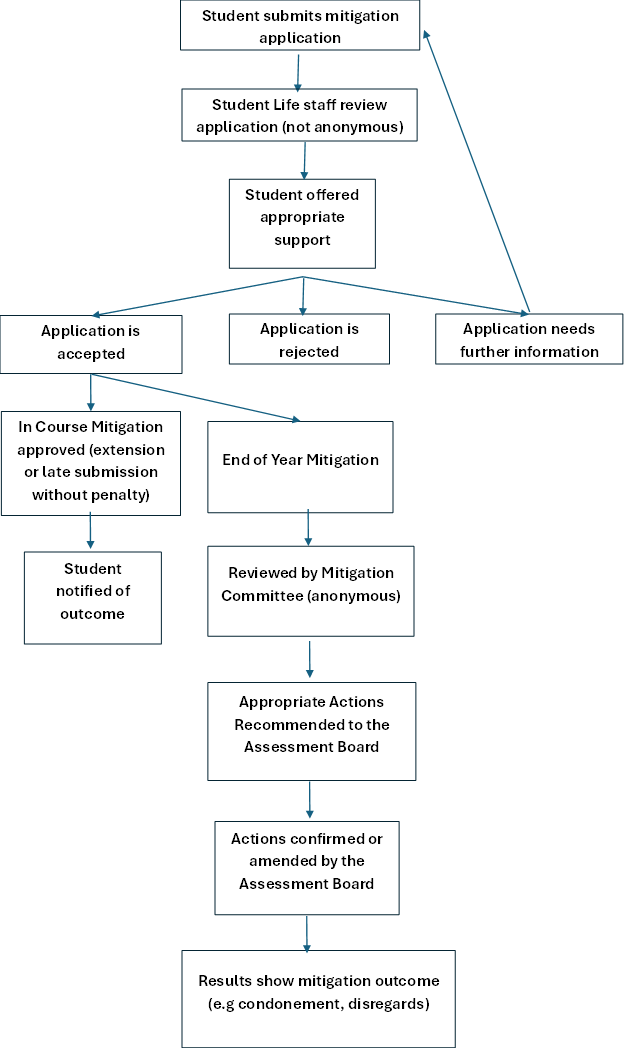 Student submits mitigation
application
Student Life staff review
application (not anonymous)
Student offered
appropriate
support
Application is
accepted
Application is
rejected
Application needs
further information
In Course Mitigation
approved (extension
or late submission
without penalty)
End of Year Mitigation
Student
notified of
outcome
Reviewed by Mitigation
Committee (anonymous)
Appropriate Actions
Recommended to the
Assessment Board
Actions confirmed or
amended by the
Assessment Board
Results show mitigation outcome
(e.g condonement, disregards)